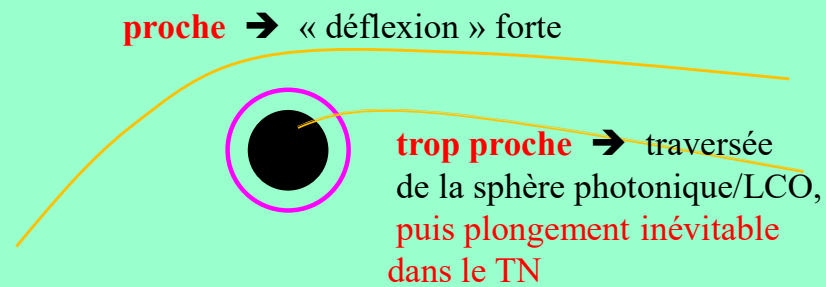 proche ➔ « déflexion » forte
trop proche ➔ traversée
de la sphère photonique/LCO,
puis plongement inévitable
dans le TN